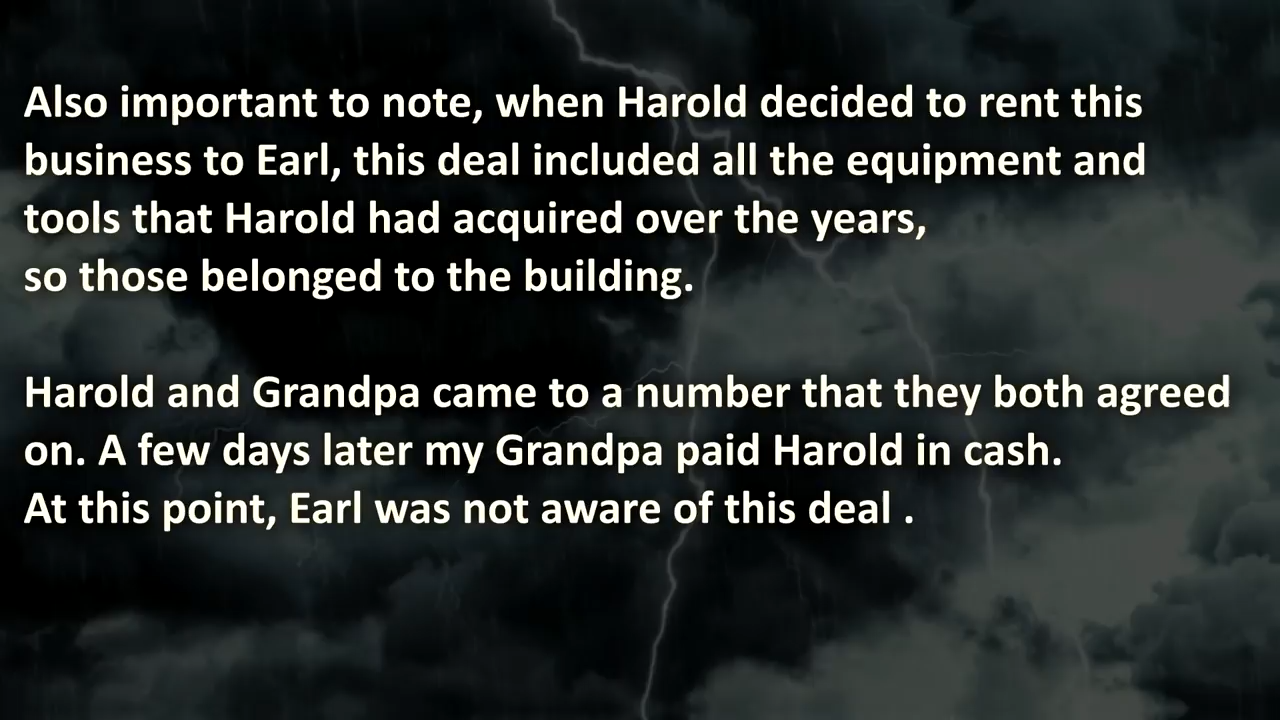 Also important to note, when Harold decided to rent this
business to Earl, this deal included all the equipment and
tools that Harold had acquired over the years,
so those belonged to the building.
Harold and Grandpa came to a number that they both agreed
on. A few days later my Grandpa paid Harold in cash.
At this point, Earl was not aware of this deal .